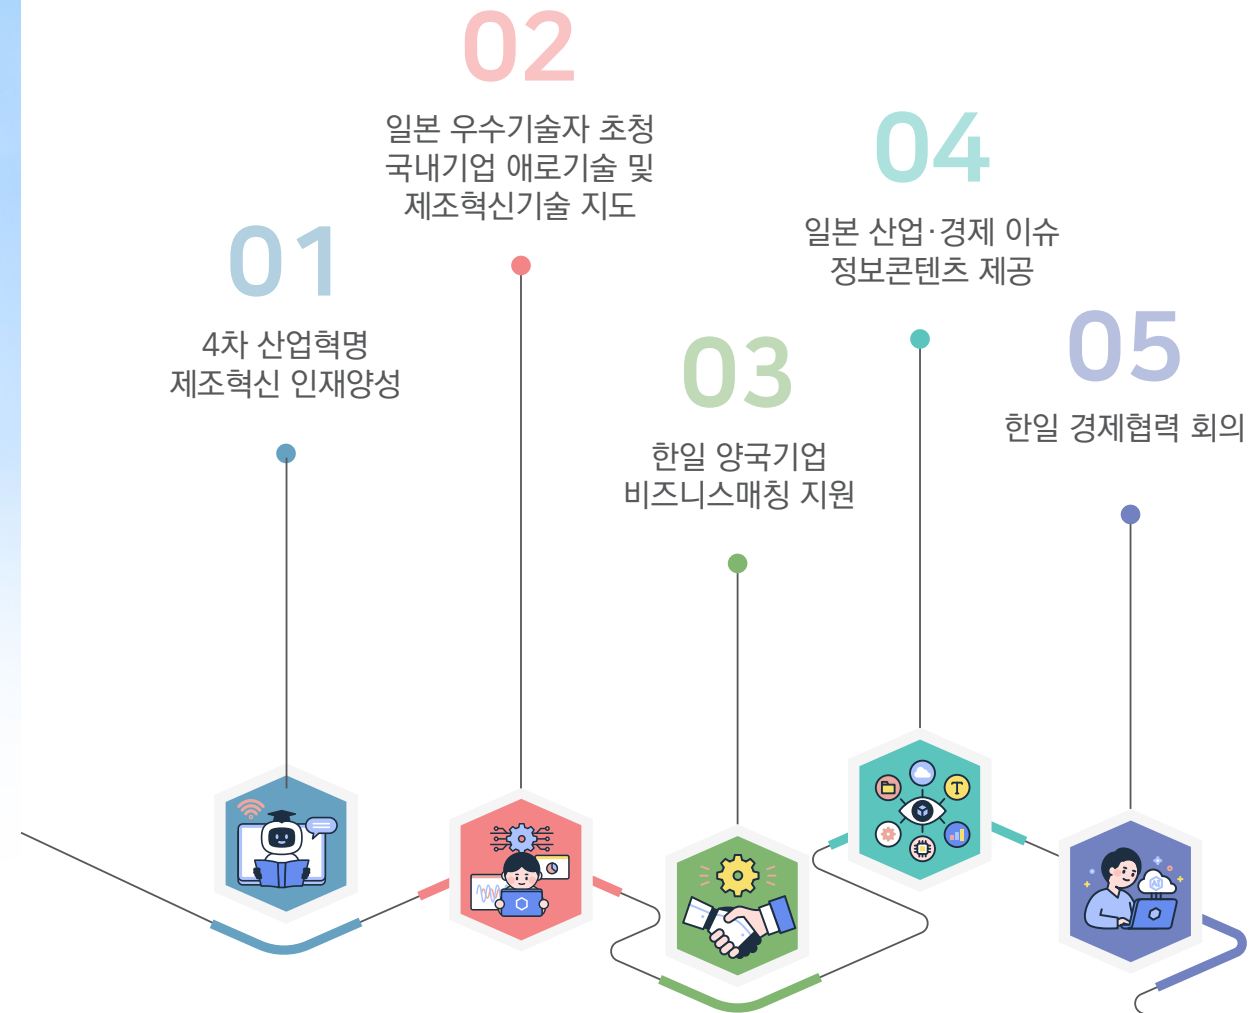 01
4차 산업혁명
제조혁신 인재양성
02
일본 우수기술자 초청
국내기업 애로기술 및
제조혁신기술 지도
03
한일 양국기업
비즈니스매칭 지원
04
일본 산업·경제 이슈
정보콘텐츠 제공
05
한일 경제협력 회의
T
AI